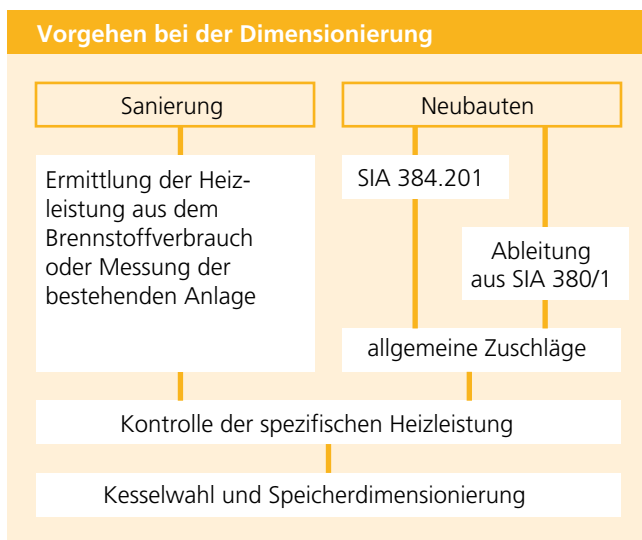 Vorgehen bei der Dimensionierung
Sanierung
Neubauten
Ermittlung der Heiz-
leistung aus dem
Brennstoffverbrauch
oder Messung der
bestehenden Anlage
SIA 384.201
Ableitung
aus SIA 380/1
allgemeine Zuschläge
Kontrolle der spezifischen Heizleistung
Kesselwahl und Speicherdimensionierung